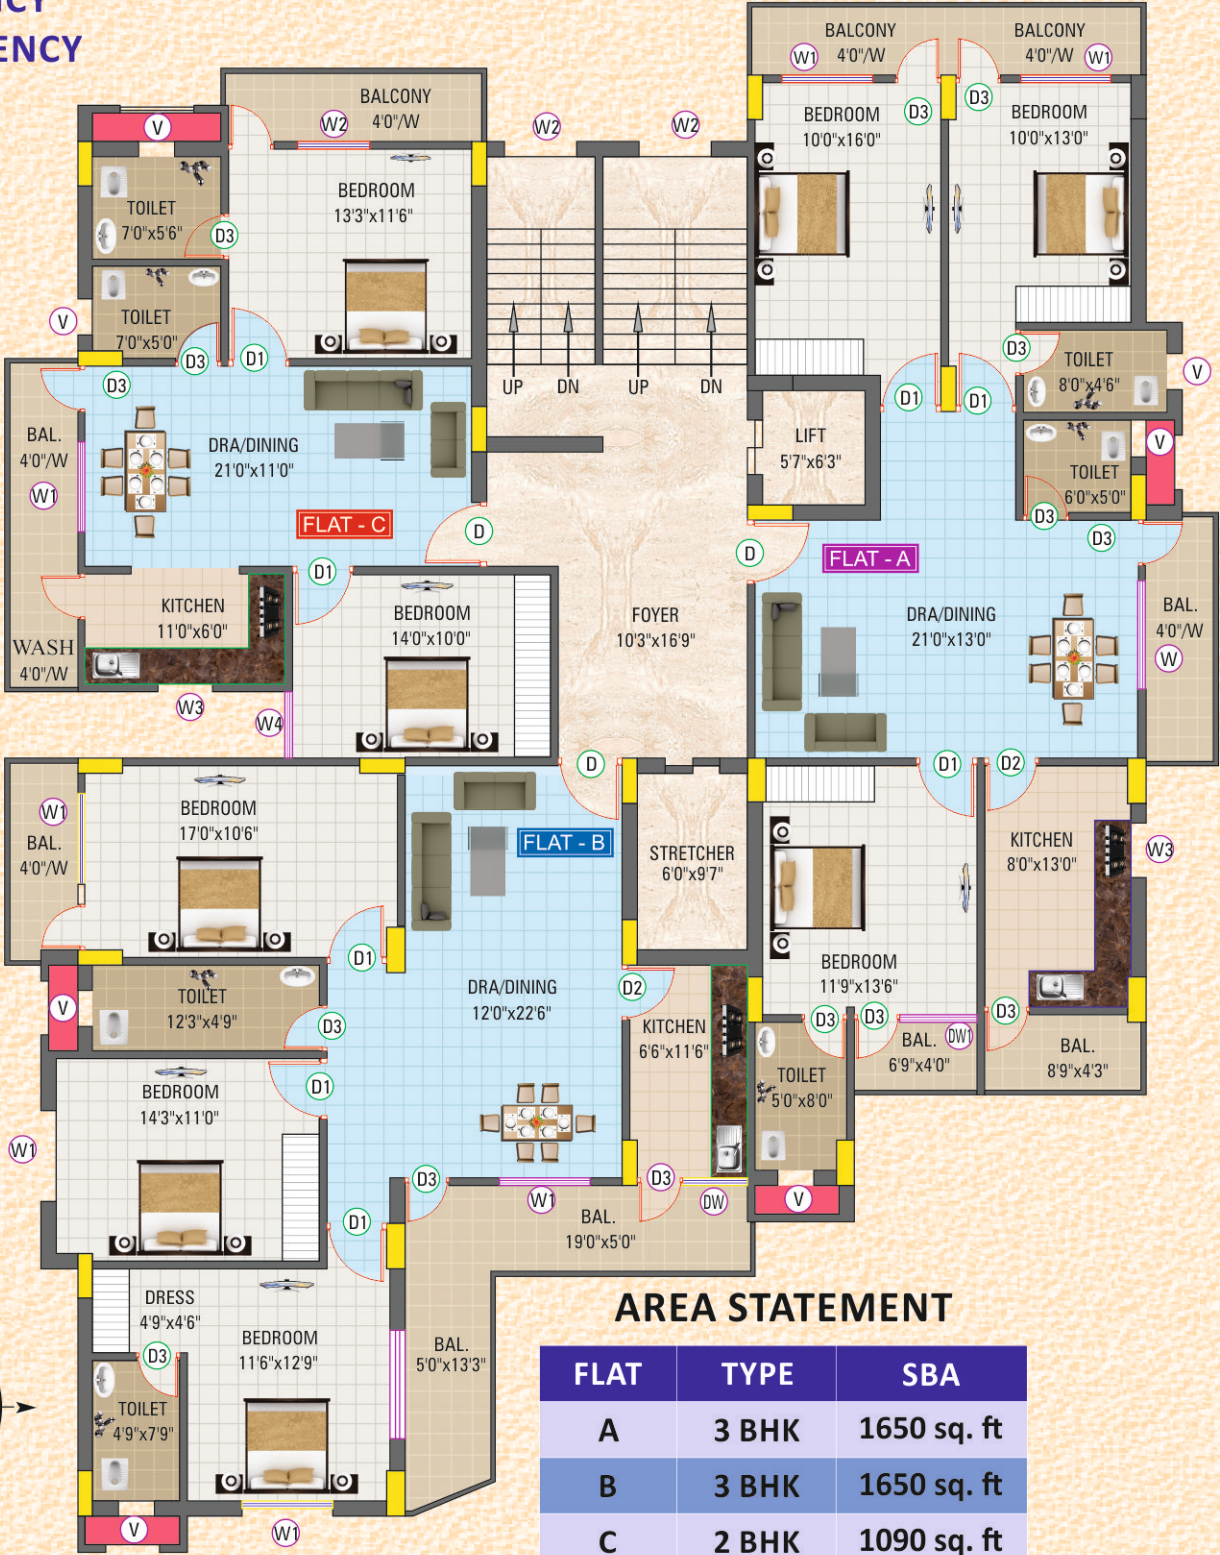 ENCY
BALCONY
4'0"/W
W1
BALCONY
4'0"/W
W1
D3
D3
BEDROOM
10'0"x16'0"
BEDROOM
10'0"x13'0"
BALCONY
4'0"/W
V
W2
W2
W2
BEDROOM
13'3"x11'6"
TOILET
7'0"x5'6"
D3
TOILET
7'0"x5'0"
V
D3
D1
D3
UP
DN
UP
DN
D3
TOILET
8'0"x4'6"
V
D1
D1
LIFT
5'7"x6'3"
TOILET
6'0"x5'0"
V
D3
D3
BAL.
4'0"/W
W1
DRA/DINING
21'0"x11'0"
FLAT - C
D
D
FLAT - A
D1
KITCHEN
11'0"x6'0"
BEDROOM
14'0"x10'0"
FOYER
10'3"x16'9"
DRA/DINING
21'0"x13'0"
BAL.
4'0"/W
W
WASH
4'0"/W
W3
W4
D
D1
D2
W1
BAL.
4'0"/W
BEDROOM
17'0"x10'6"
FLAT - B
STRETCHER
6'0"x9'7"
KITCHEN
8'0"x13'0"
W3
D1
BEDROOM
11'9"x13'6"
V
TOILET
12'3"x4'9"
D3
DRA/DINING
12'0"x22'6"
D2
KITCHEN
6'6"x11'6"
D3
D3
DW1
D3
BAL.
6'9"x4'0"
BAL.
8'9"x4'3"
D1
BEDROOM
14'3"x11'0"
TOILET
5'0"x8'0"
W1
D3
W1
D3
DW
V
D1
BAL.
19'0"x5'0"
DRESS
4'9"x4'6"
D3
BEDROOM
11'6"x12'9"
BAL.
5'0"x13'3"
TOILET
4'9"x7'9"
V
W1
AREA STATEMENT
FLAT TYPE SBA
A 3 BHK 1650 sq. ft
B 3 BHK 1650 sq. ft
C 2 BHK 1090 sq. ft